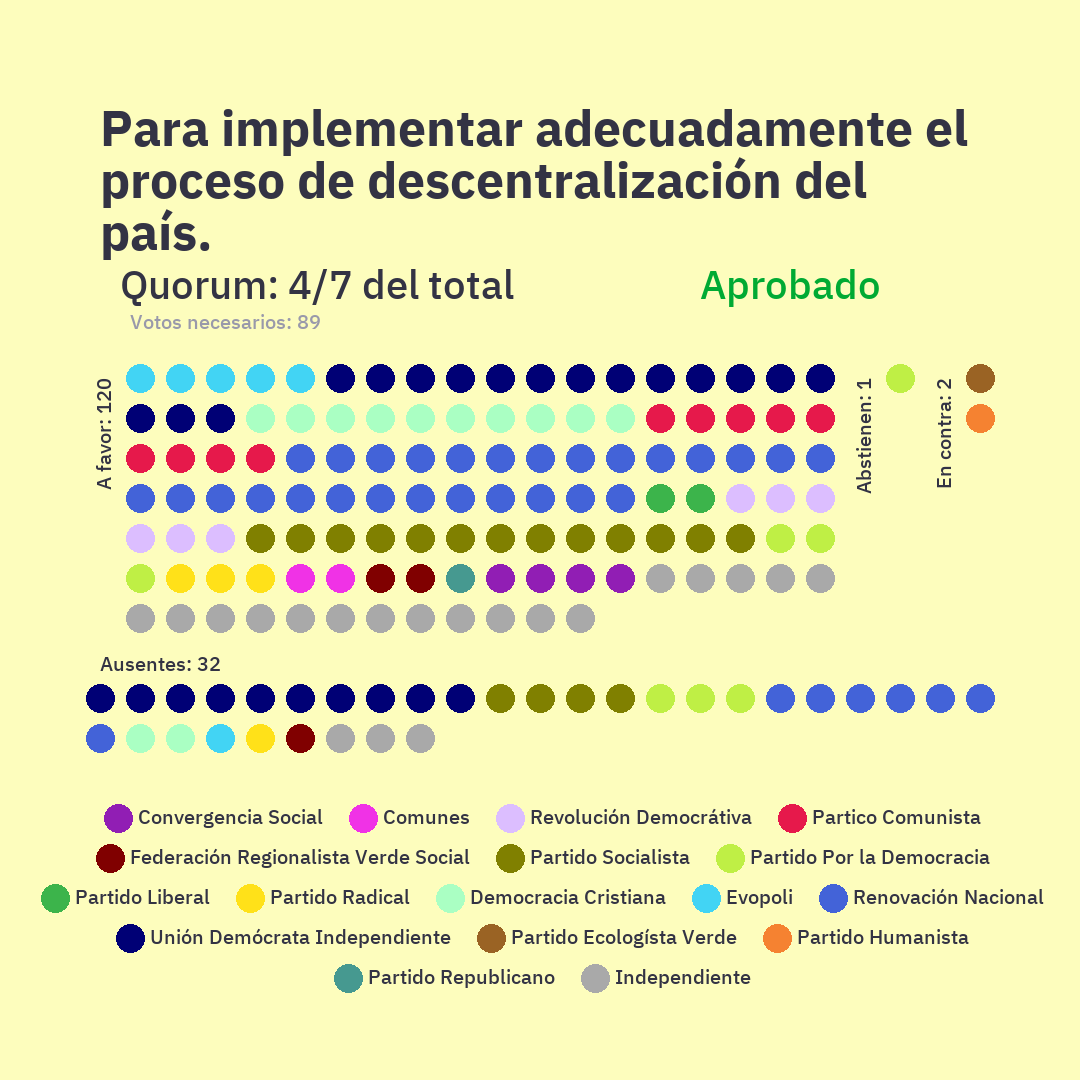 Para implementar adecuadamente el
proceso de descentralización del
país.
Quorum: 4/7 del total
Aprobado
Votos necesarios: 89
A favor: 120
Abstienen: 1
En contra: 2
Ausentes: 32
Convergencia Social
Comunes
Revolución Democrátiva
Partico Comunista
Federación Regionalista Verde Social
Partido Socialista
Partido Por la Democracia
Partido Liberal
Partido Radical
Democracia Cristiana
Evopoli
Renovación Nacional
Unión Demócrata Independiente
Partido Ecologísta Verde
Partido Humanista
Partido Republicano
Independiente